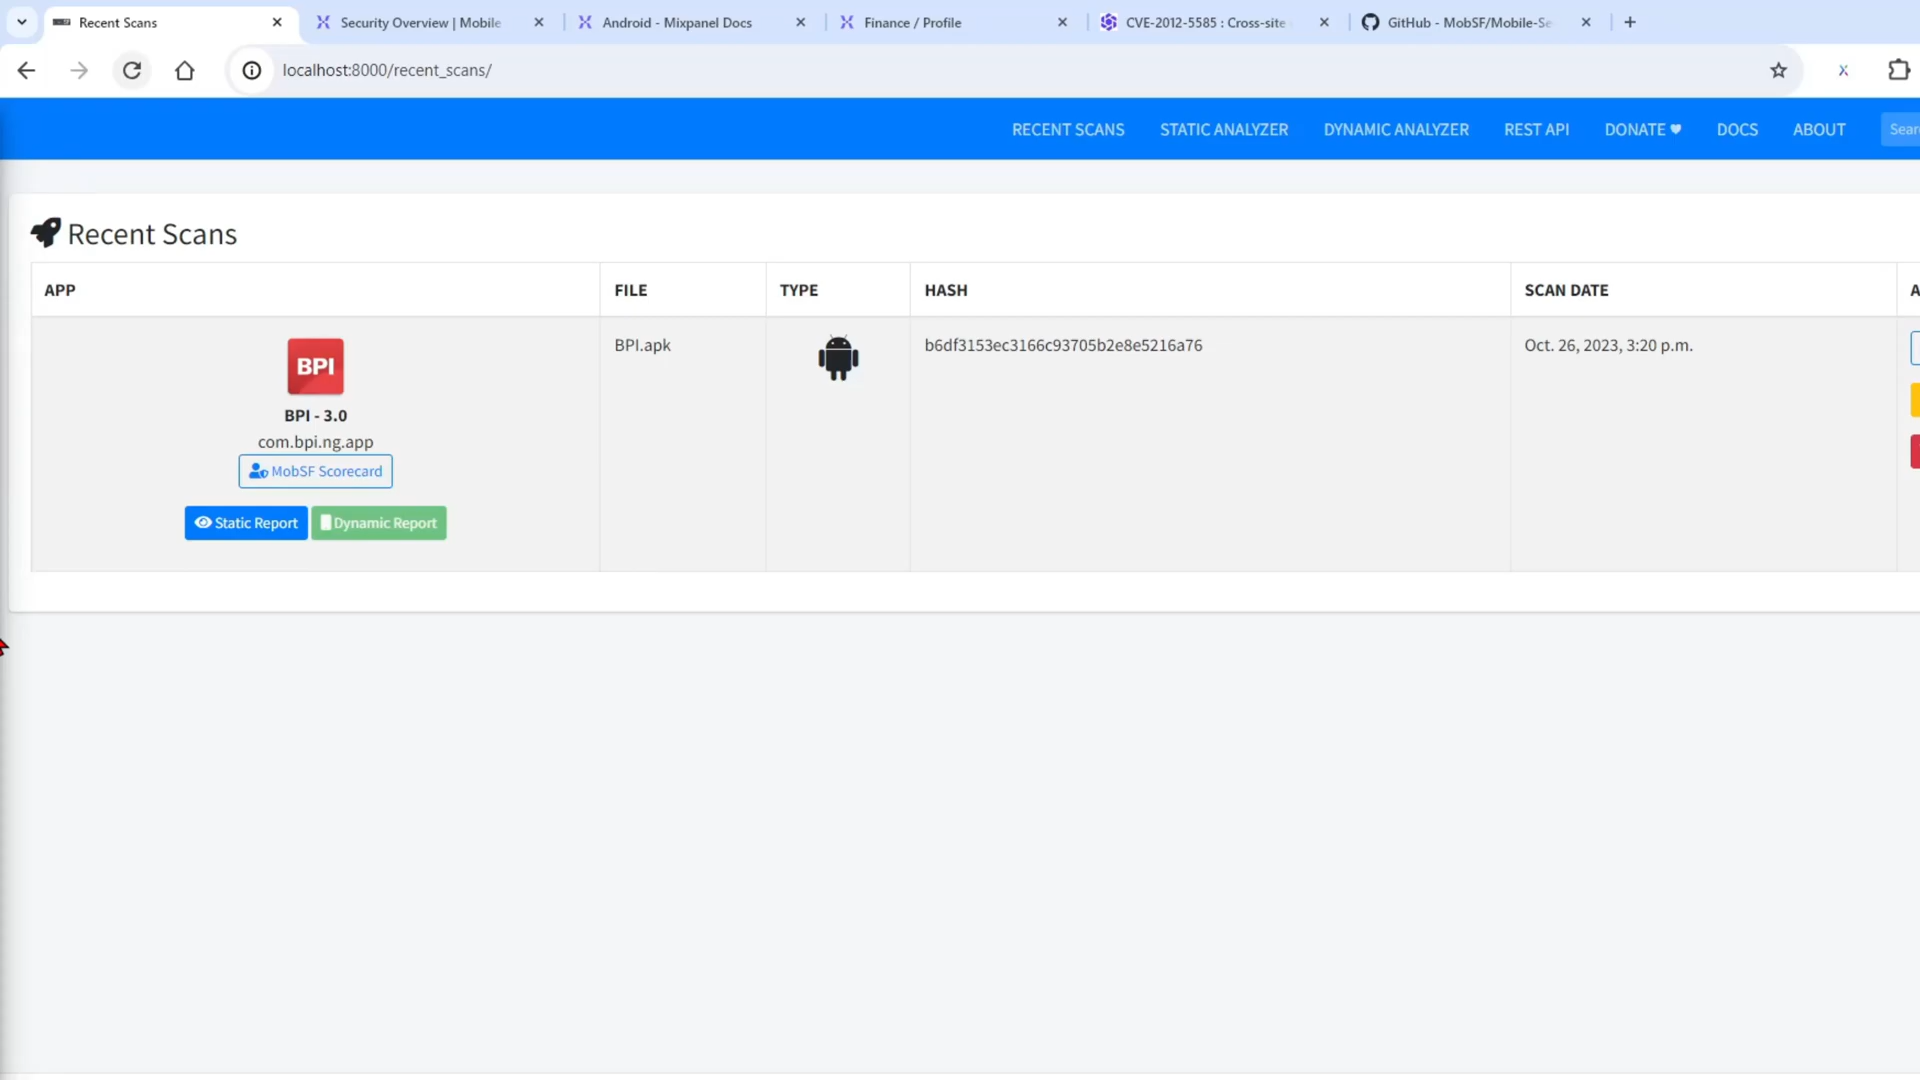 Recent Scans
Security Overview | Mobile
Android - Mixpanel Docs
Finance / Profile
CVE-2012-5585 : Cross-site
GitHub - MobSF/Mobile-Se
localhost:8000/recent_scans/
RECENT SCANS STATIC ANALYZER DYNAMIC ANALYZER REST API DONATE ♥ DOCS ABOUT Sear
Recent Scans
APP FILE TYPE HASH SCAN DATE A
BPI
BPI.apk b6df3153ec3166c93705b2e8e5216a76 Oct. 26, 2023, 3:20 p.m.
BPI - 3.0
com.bpi.ng.app
MobSF Scorecard
Static Report Dynamic Report